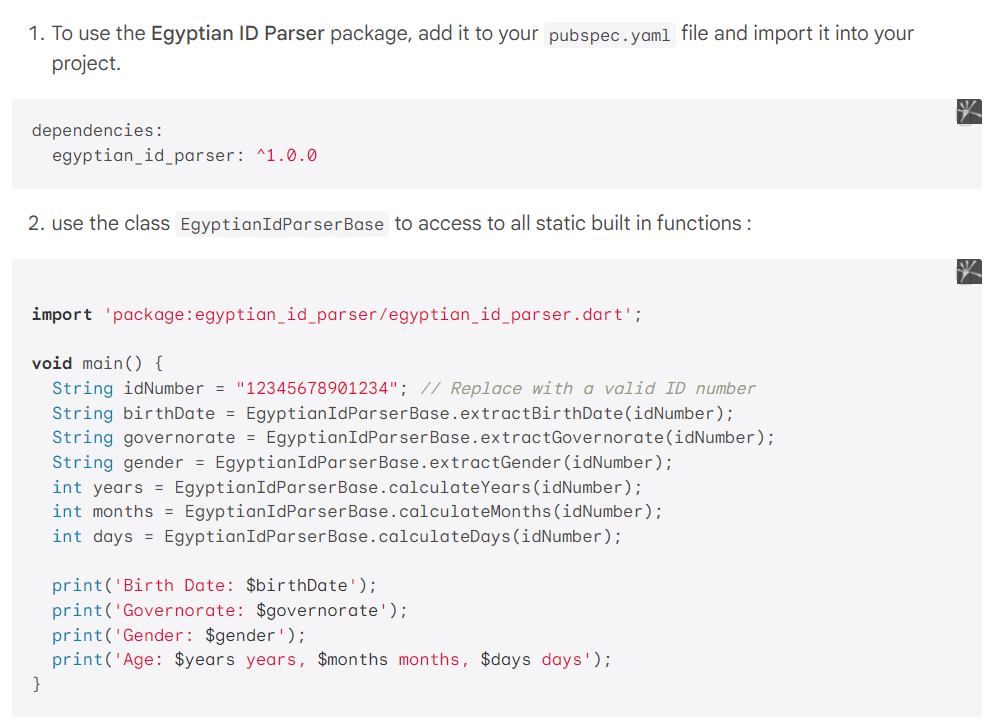 1. To use the Egyptian ID Parser package, add it to your pubspec.yaml file and import it into your
project.
dependencies:
  egyptian_id_parser: ^1.0.0
2. use the class EgyptianIdParserBase to access to all static built in functions :
import 'package:egyptian_id_parser/egyptian_id_parser.dart';
void main() {
  String idNumber = "12345678901234"; // Replace with a valid ID number
  String birthDate = EgyptianIdParserBase.extractBirthDate(idNumber);
  String governorate = EgyptianIdParserBase.extractGovernorate(idNumber);
  String gender = EgyptianIdParserBase.extractGender(idNumber);
  int years = EgyptianIdParserBase.calculateYears(idNumber);
  int months = EgyptianIdParserBase.calculateMonths(idNumber);
  int days = EgyptianIdParserBase.calculateDays(idNumber);
  print('Birth Date: $birthDate');
  print('Governorate: $governorate');
  print('Gender: $gender');
  print('Age: $years years, $months months, $days days');
}